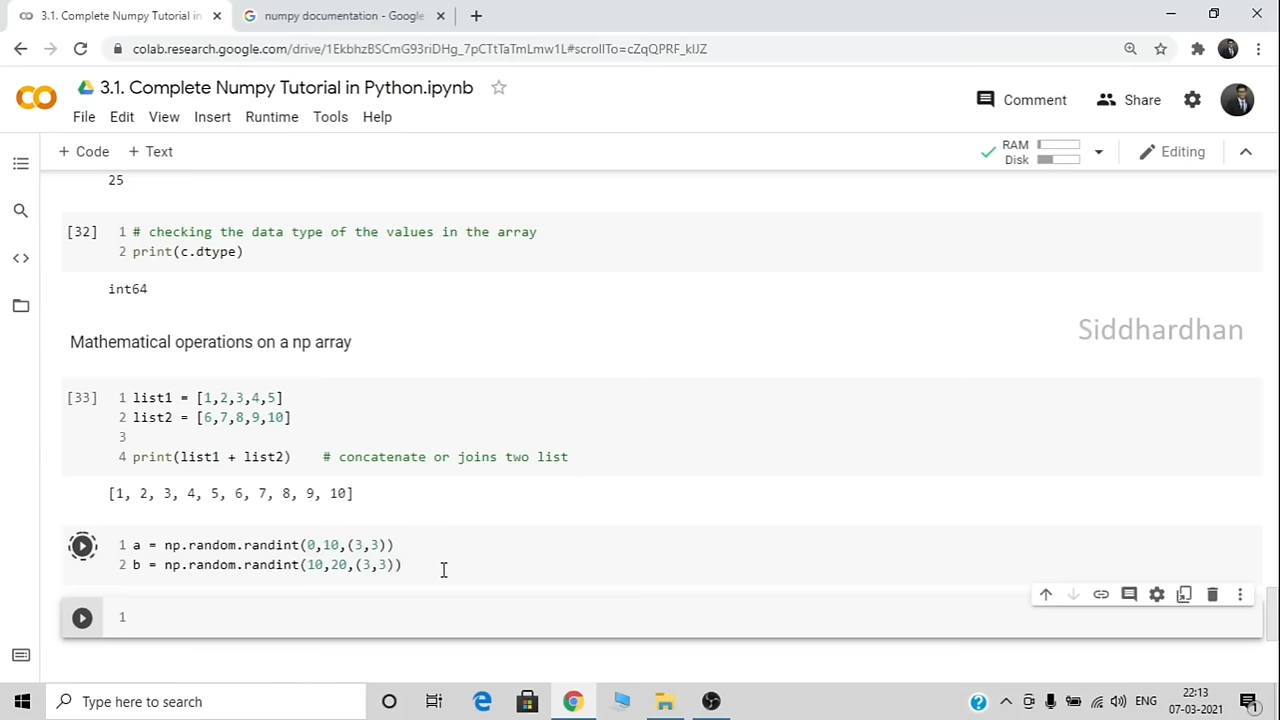 3.1. Complete Numpy Tutorial in
numpy documentation - Google
colab.research.google.com/drive/1EkbhzBSCmG93riDHg_7pCTtTaTmLmw1L#scrollTo=cZqQPRF_kIJZ
3.1. Complete Numpy Tutorial in Python.ipynb
Comment
Share
File Edit View Insert Runtime Tools Help
+ Code + Text
RAM
Disk
Editing
25
[32]
1 # checking the data type of the values in the array
2 print(c.dtype)
int64
Mathematical operations on a np array
Siddhardhan
[33]
1 list1 = [1,2,3,4,5]
2 list2 = [6,7,8,9,10]
3
4 print(list1 + list2) # concatenate or joins two list
[1, 2, 3, 4, 5, 6, 7, 8, 9, 10]
1 a = np.random.randint(0,10,(3,3))
2 b = np.random.randint(10,20,(3,3))
1
Type here to search
ENG
22:13
07-03-2021
1